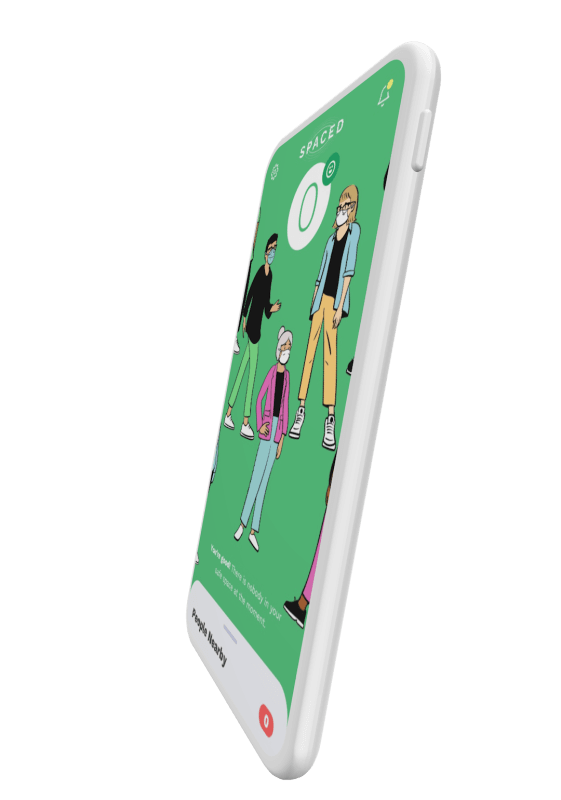 SPACED
0
You're good! There is nobody in your
safe space at the moment.
People Nearby
0